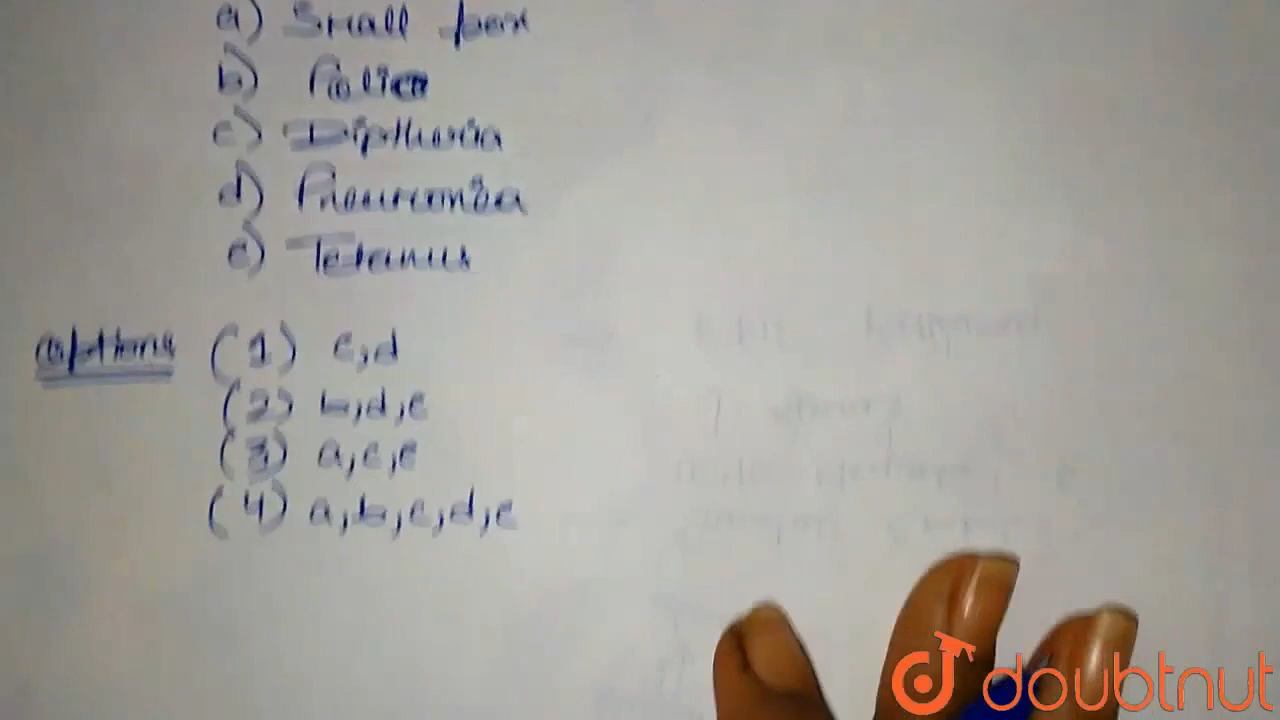 a) Small pox
b) Polio
c) Diptheria
d) Pneumonia
e) Tetanus
Options (1) c,d
(2) b,d,e
(3) a,c,e
(4) a,b,c,d,e
doubtnut